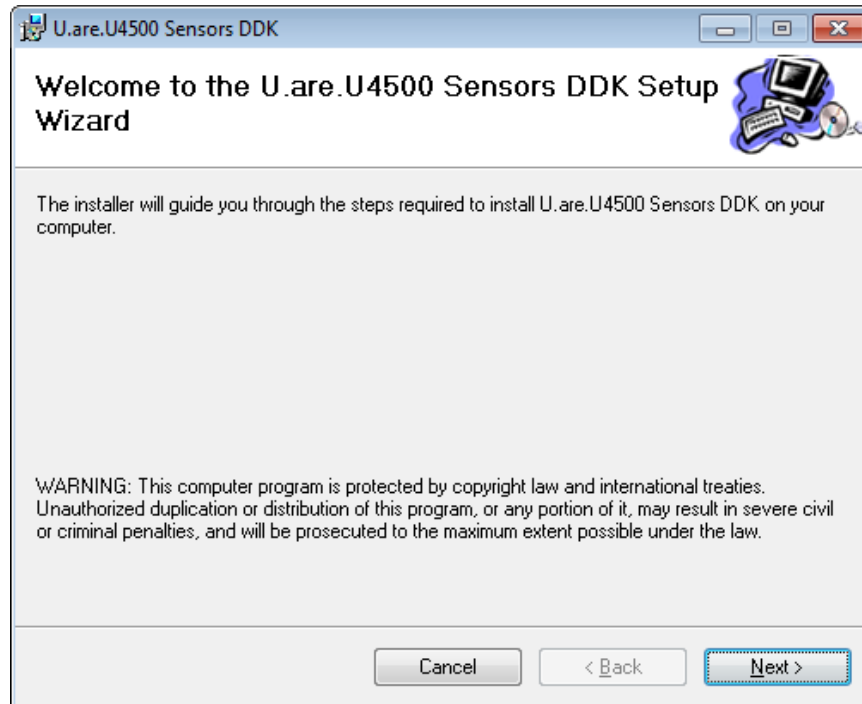 U.are.U4500 Sensors DDK
Welcome to the U.are.U4500 Sensors DDK Setup
Wizard
The installer will guide you through the steps required to install U.are.U4500 Sensors DDK on your
computer.
WARNING: This computer program is protected by copyright law and international treaties.
Unauthorized duplication or distribution of this program, or any portion of it, may result in severe civil
or criminal penalties, and will be prosecuted to the maximum extent possible under the law.
Cancel
< Back
Next >